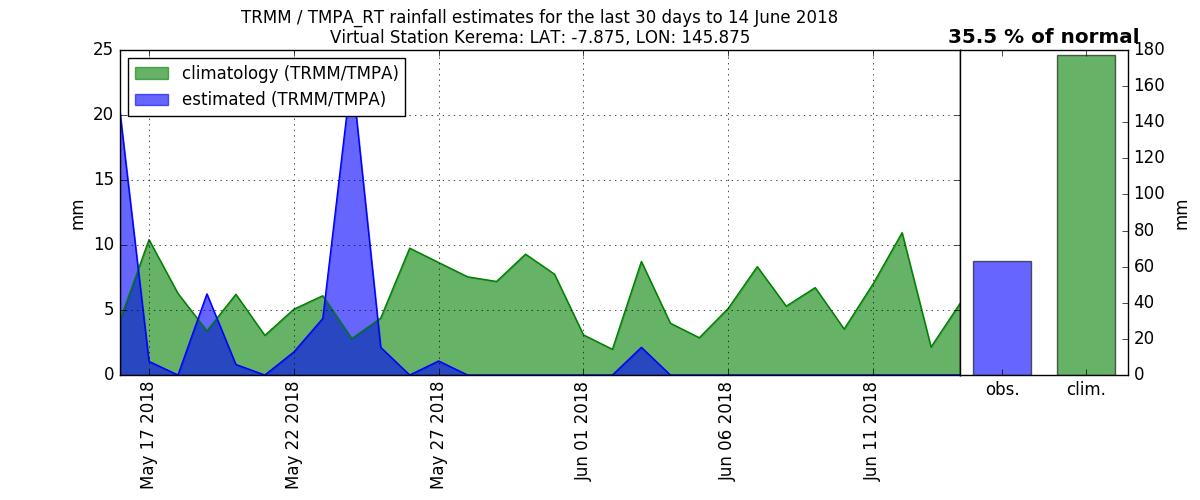 TRMM / TMPA_RT rainfall estimates for the last 30 days to 14 June 2018
Virtual Station Kerema: LAT: -7.875, LON: 145.875
35.5 % of normal
climatology (TRMM/TMPA)
estimated (TRMM/TMPA)
25
20
15
10
5
0
mm
May 17 2018
May 22 2018
May 27 2018
Jun 01 2018
Jun 06 2018
Jun 11 2018
180
160
140
120
100
80
60
40
20
0
mm
obs.
clim.